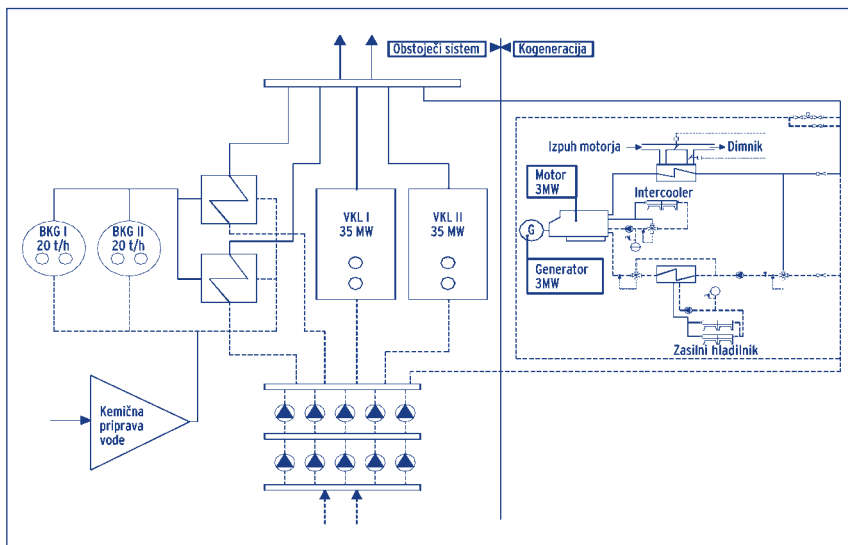 Obstoječi sistem
Kogeneracija
Izpuh motorja
Dimnik
Motor
3MW
Intercooler
G
Generator
3MW
Zasilni hladilnik
BKG I
20 t/h
BKG II
20 t/h
VKL I
35 MW
VKL II
35 MW
Kemična
priprava
vode